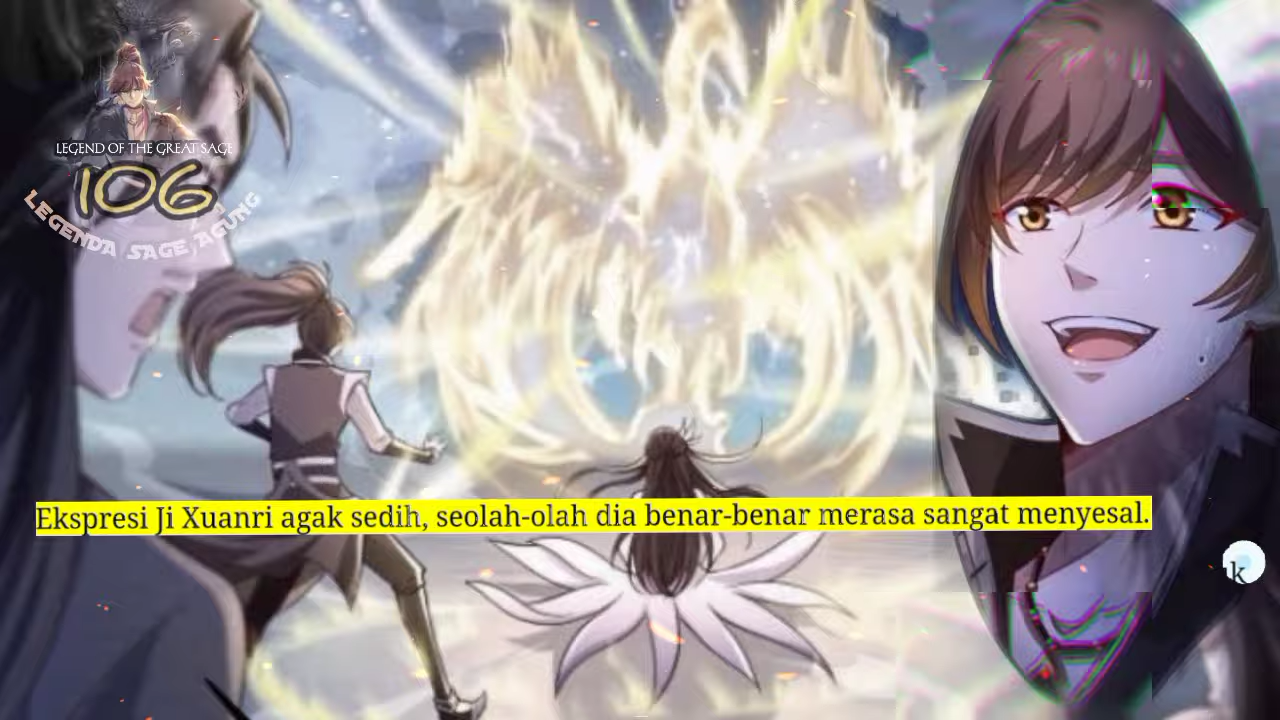 LEGEND OF THE GREAT SAGE
106
LEGENDA SAGE AGUNG
Ekspresi Ji Xuanri agak sedih, seolah-olah dia benar-benar merasa sangat menyesal.
k